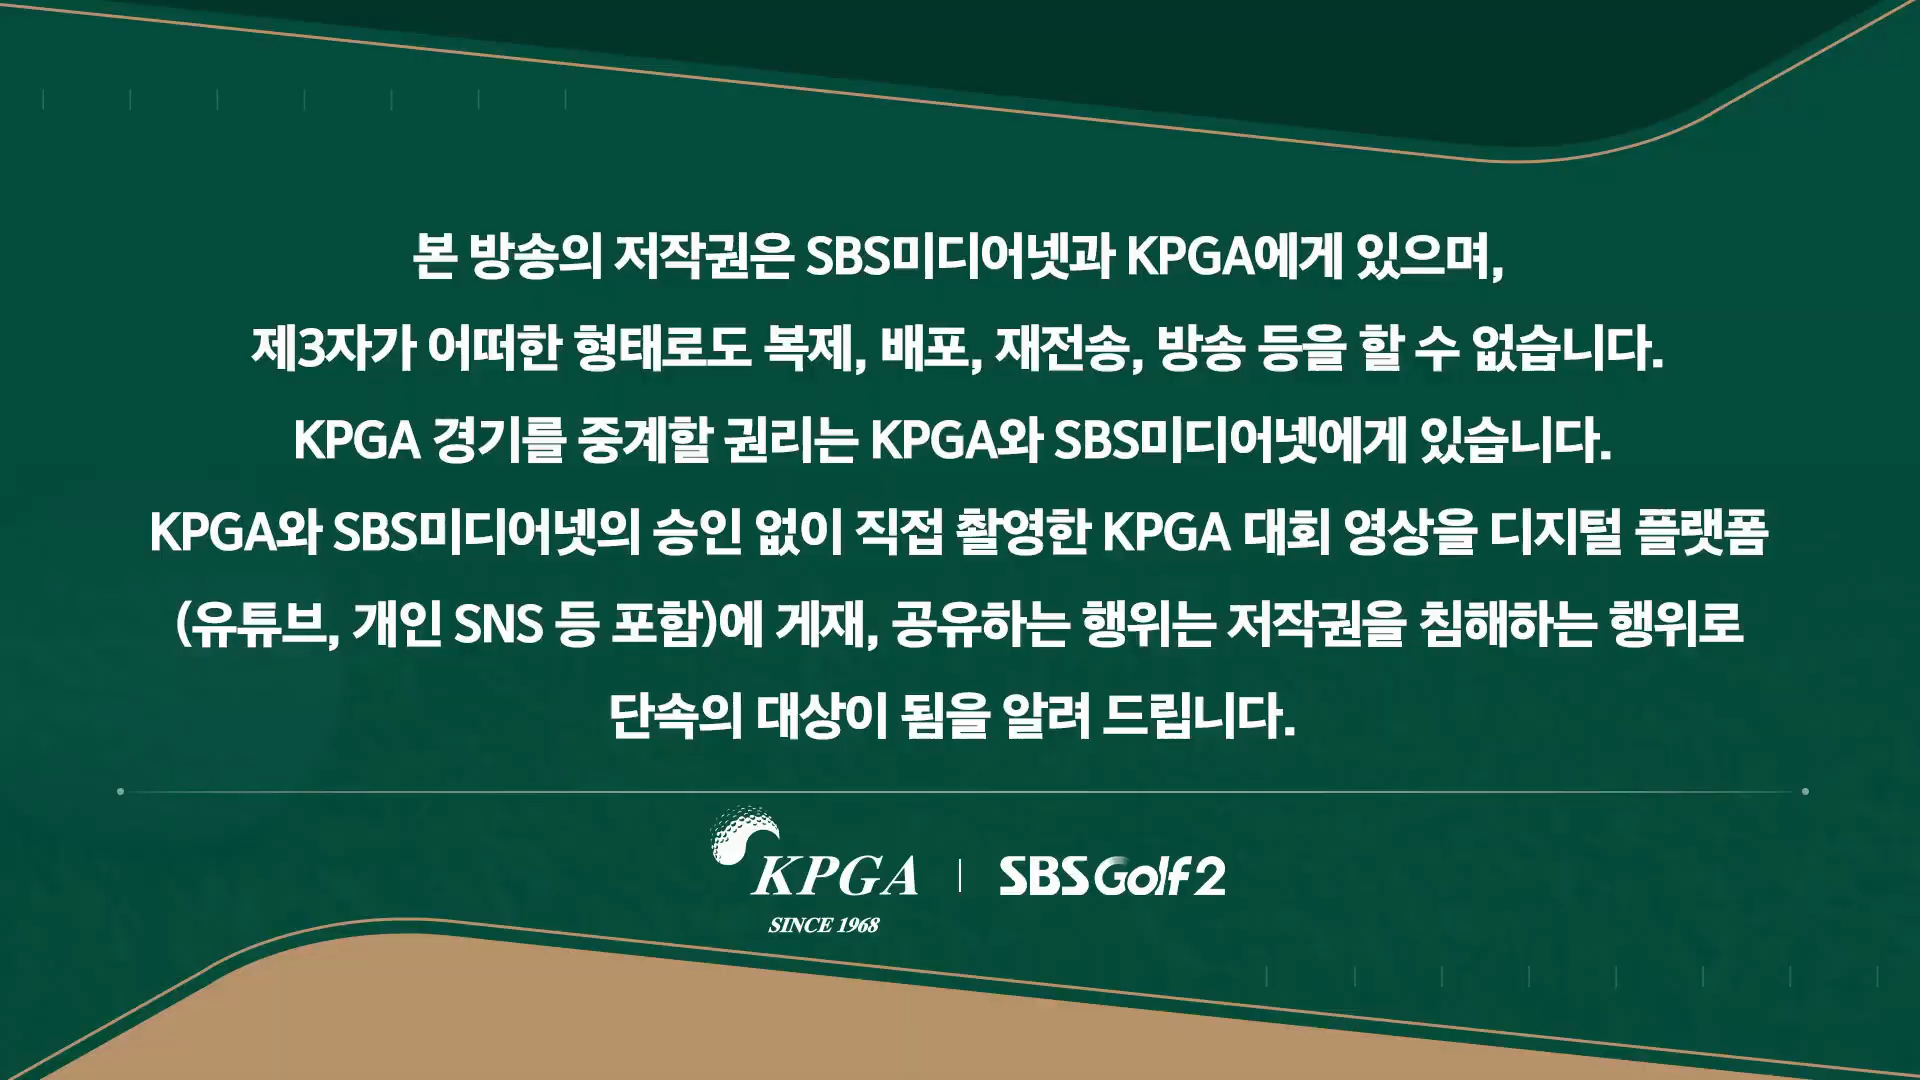 본 방송의 저작권은 SBS미디어넷과 KPGA에게 있으며,
제3자가 어떠한 형태로도 복제, 배포, 재전송, 방송 등을 할 수 없습니다.
KPGA 경기를 중계할 권리는 KPGA와 SBS미디어넷에게 있습니다.
KPGA와 SBS미디어넷의 승인 없이 직접 촬영한 KPGA 대회 영상을 디지털 플랫폼
(유튜브, 개인 SNS 등 포함)에 게재, 공유하는 행위는 저작권을 침해하는 행위로
단속의 대상이 됨을 알려 드립니다.
KPGA | SBS Golf 2
SINCE 1968